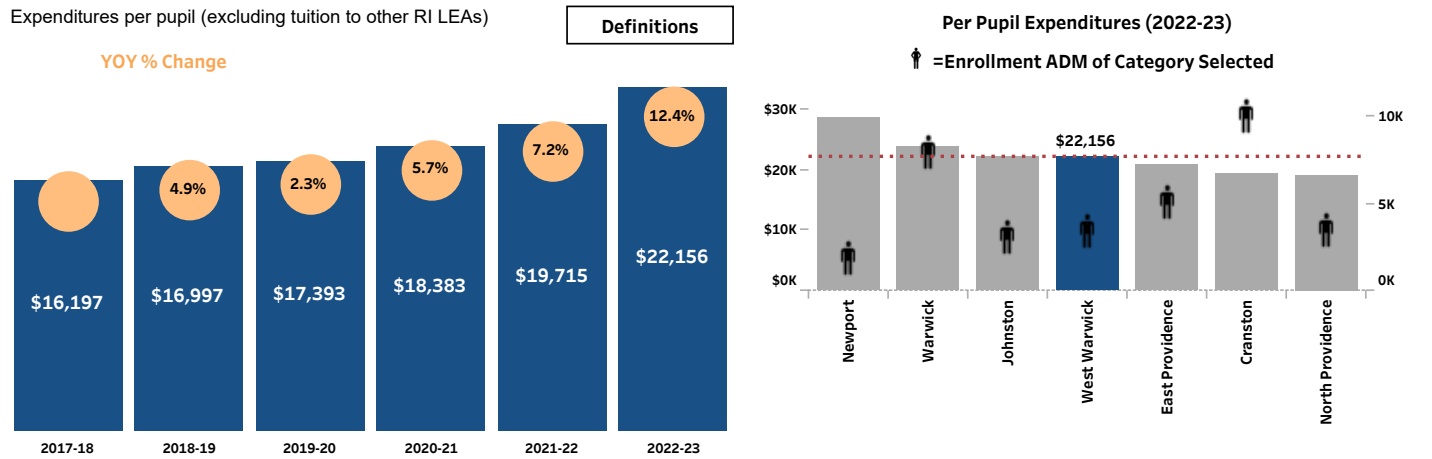 Expenditures per pupil (excluding tuition to other RI LEAs)
Definitions
YOY % Change
4.9%
2.3%
5.7%
7.2%
12.4%
$16,197
$16,997
$17,393
$18,383
$19,715
$22,156
2017-18
2018-19
2019-20
2020-21
2021-22
2022-23
Per Pupil Expenditures (2022-23)
=Enrollment ADM of Category Selected
$30K
$20K
$10K
$0K
$22,156
10K
5K
0K
Newport
Warwick
Johnston
West Warwick
East Providence
Cranston
North Providence